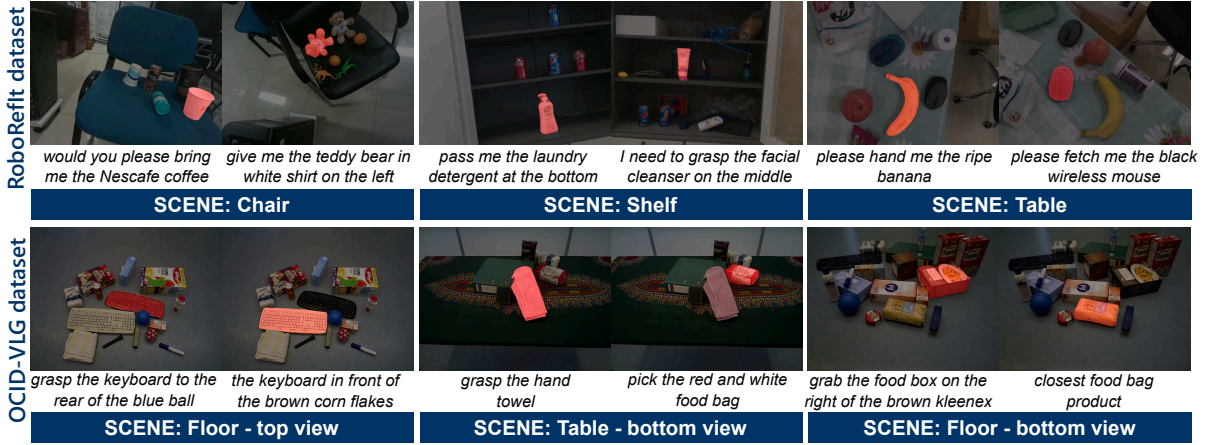 RoboRefit dataset
would you please bring
me the Nescafe coffee
give me the teddy bear in
white shirt on the left
pass me the laundry
detergent at the bottom
I need to grasp the facial
cleanser on the middle
please hand me the ripe
banana
please fetch me the black
wireless mouse
SCENE: Chair
SCENE: Shelf
SCENE: Table
OCID-VLG dataset
grasp the keyboard to the
rear of the blue ball
the keyboard in front of
the brown corn flakes
grasp the hand
towel
pick the red and white
food bag
grab the food box on the
right of the brown kleenex
closest food bag
product
SCENE: Floor - top view
SCENE: Table - bottom view
SCENE: Floor - bottom view